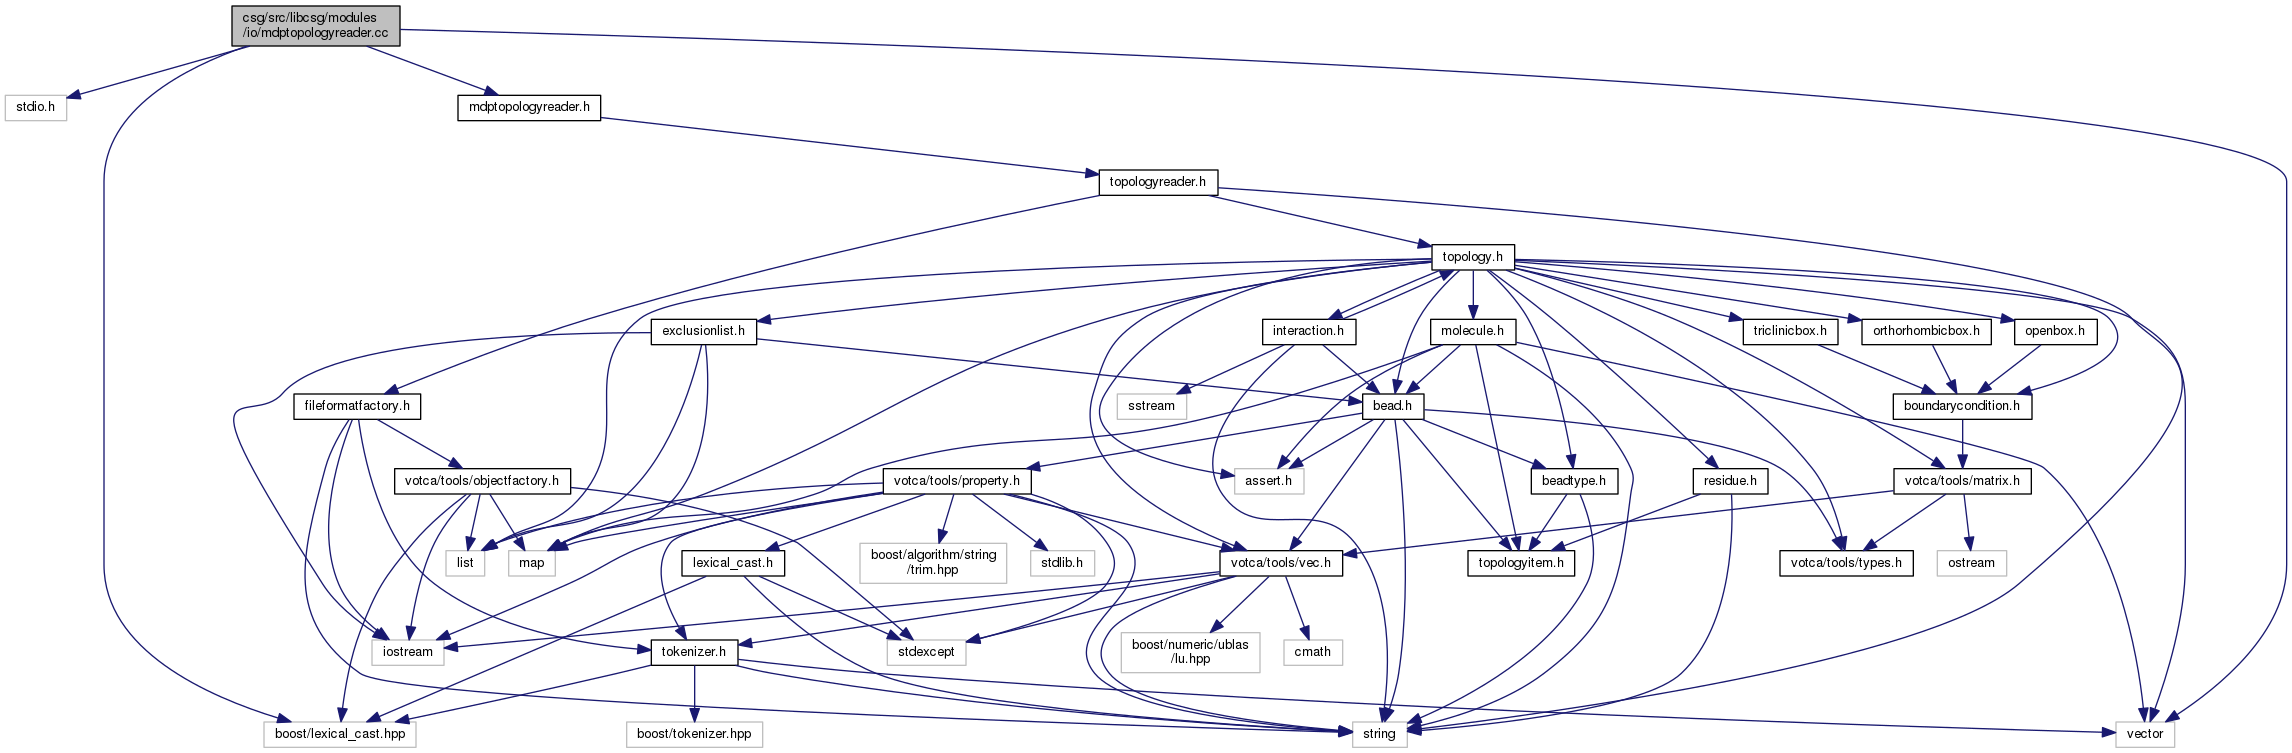 csg/src/libcsg/modules
/io/mdptopologyreader.cc
stdio.h
mdptopologyreader.h
topologyreader.h
topology.h
exclusionlist.h
interaction.h
molecule.h
triclinicbox.h
orthorhombicbox.h
openbox.h
fileformatfactory.h
sstream
bead.h
boundarycondition.h
votca/tools/objectfactory.h
votca/tools/property.h
assert.h
beadtype.h
residue.h
votca/tools/matrix.h
list
map
lexical_cast.h
boost/algorithm/string
/trim.hpp
stdlib.h
votca/tools/vec.h
topologyitem.h
votca/tools/types.h
ostream
iostream
tokenizer.h
stdexcept
boost/numeric/ublas
/lu.hpp
cmath
boost/lexical_cast.hpp
boost/tokenizer.hpp
string
vector